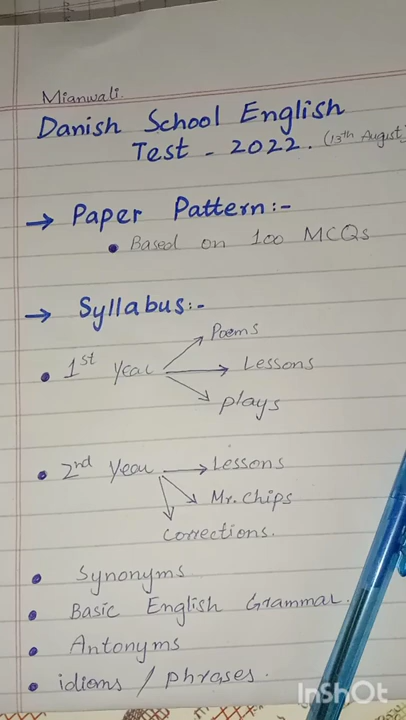 Mianwali.
Danish School English
Test - 2022. (13th August)
→ Paper Pattern:-
• Based on 100 MCQs
→ Syllabus:-
Poems
• 1st Year → Lessons
plays
• 2nd Year → Lessons
Mr. Chips
Corrections.
• Synonyms
• Basic English Grammar.
• Antonyms
• idioms / phrases.
InShOt